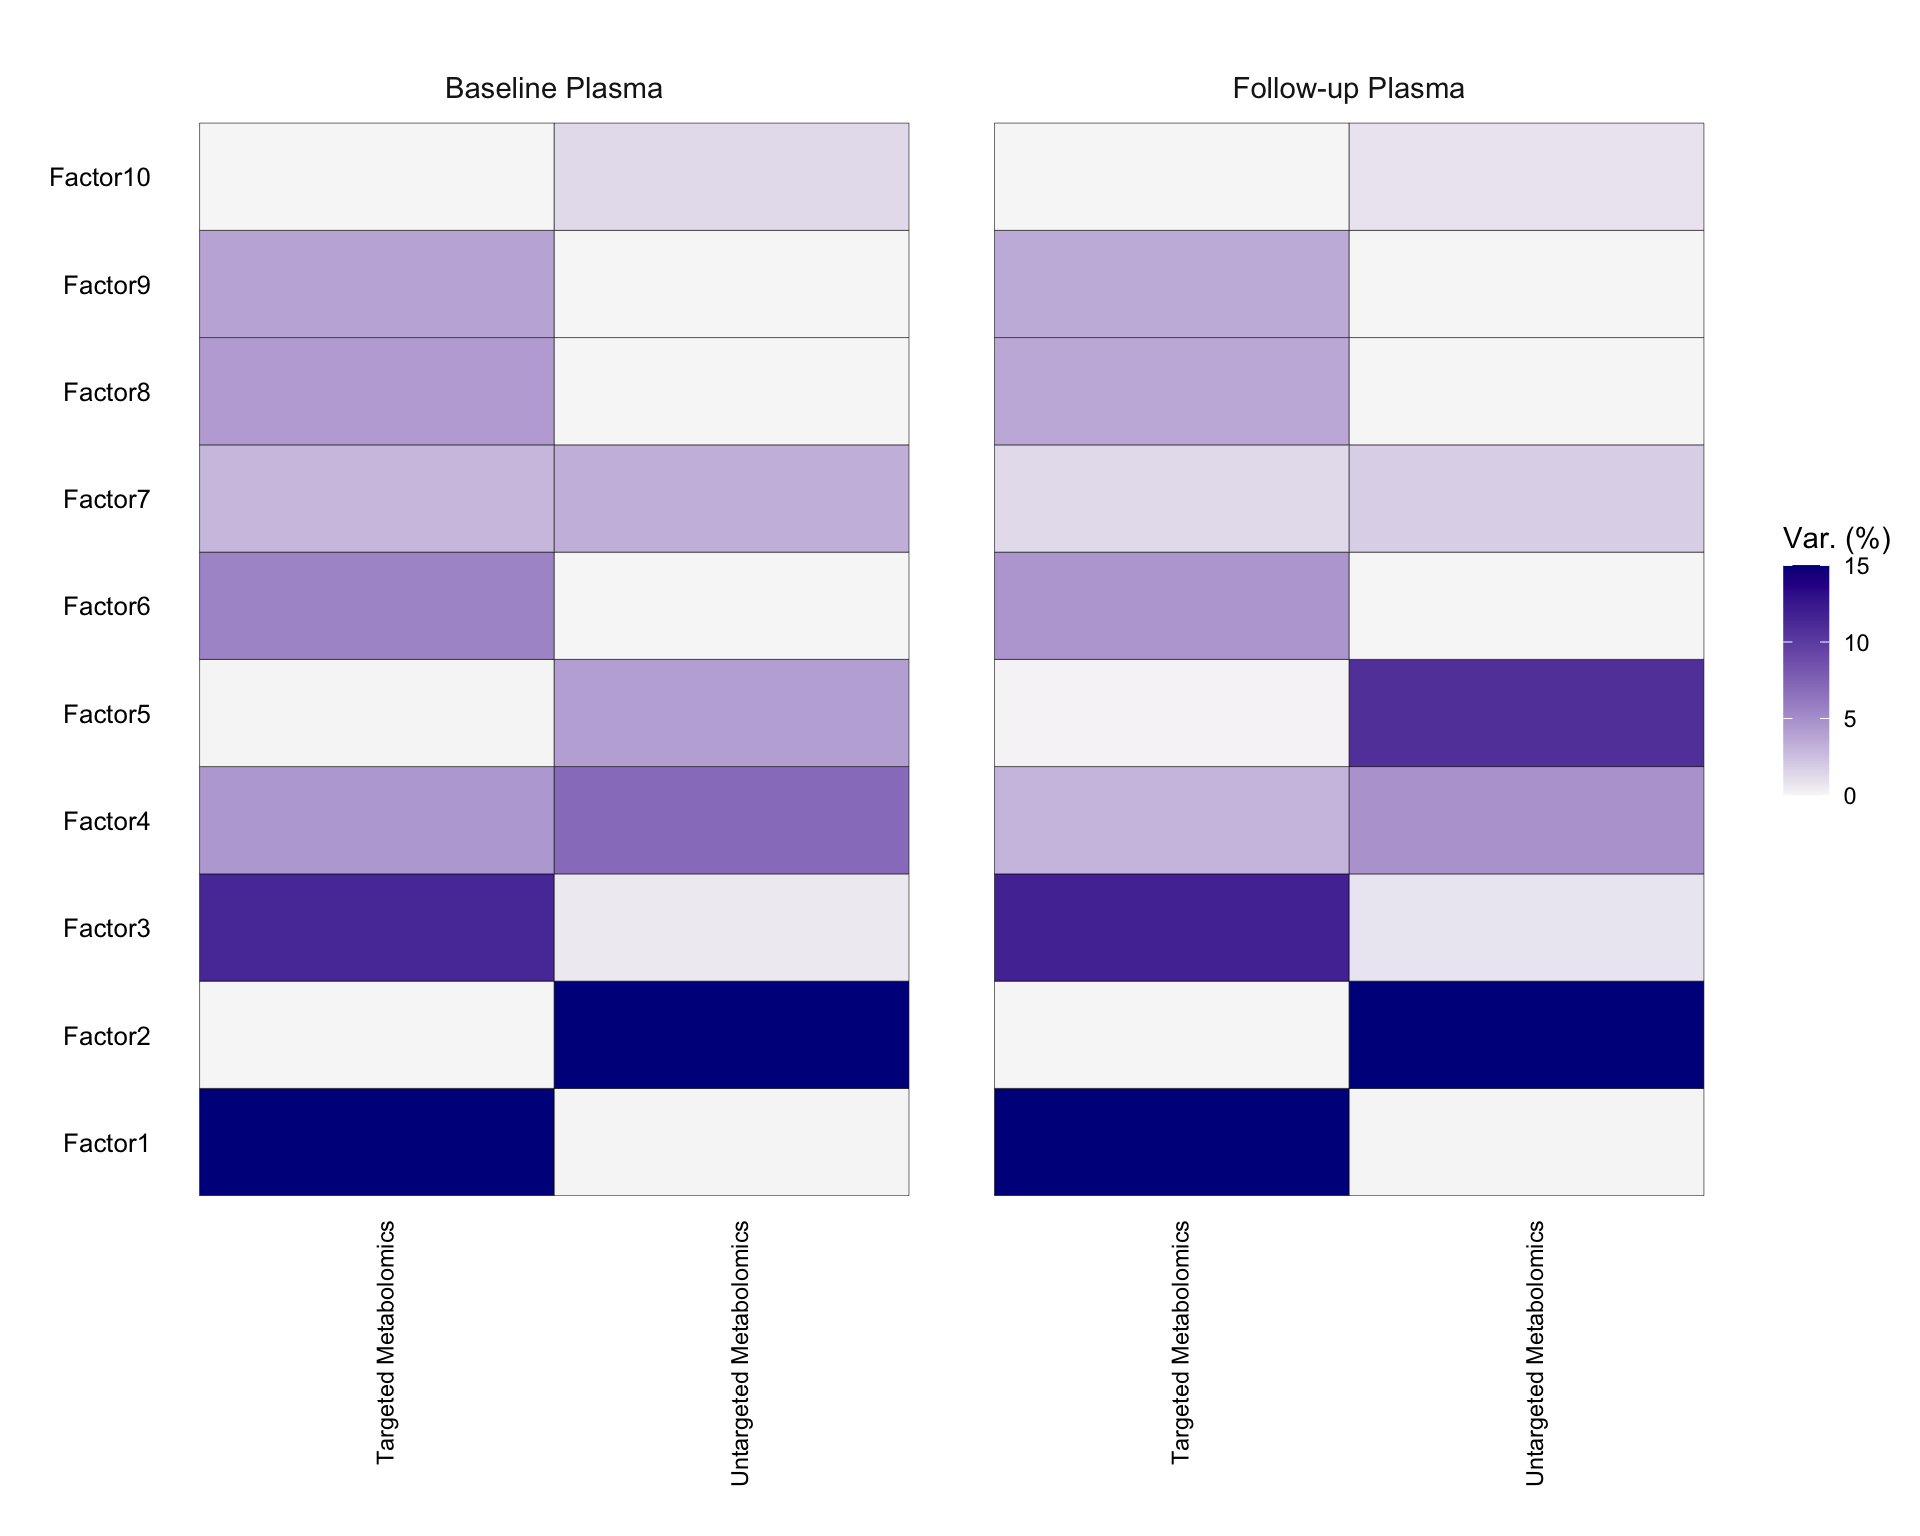 Baseline Plasma
Follow-up Plasma
Factor10
Factor9
Factor8
Factor7
Factor6
Factor5
Factor4
Factor3
Factor2
Factor1
Var. (%)
15
10
5
0
Targeted Metabolomics
Untargeted Metabolomics
Targeted Metabolomics
Untargeted Metabolomics